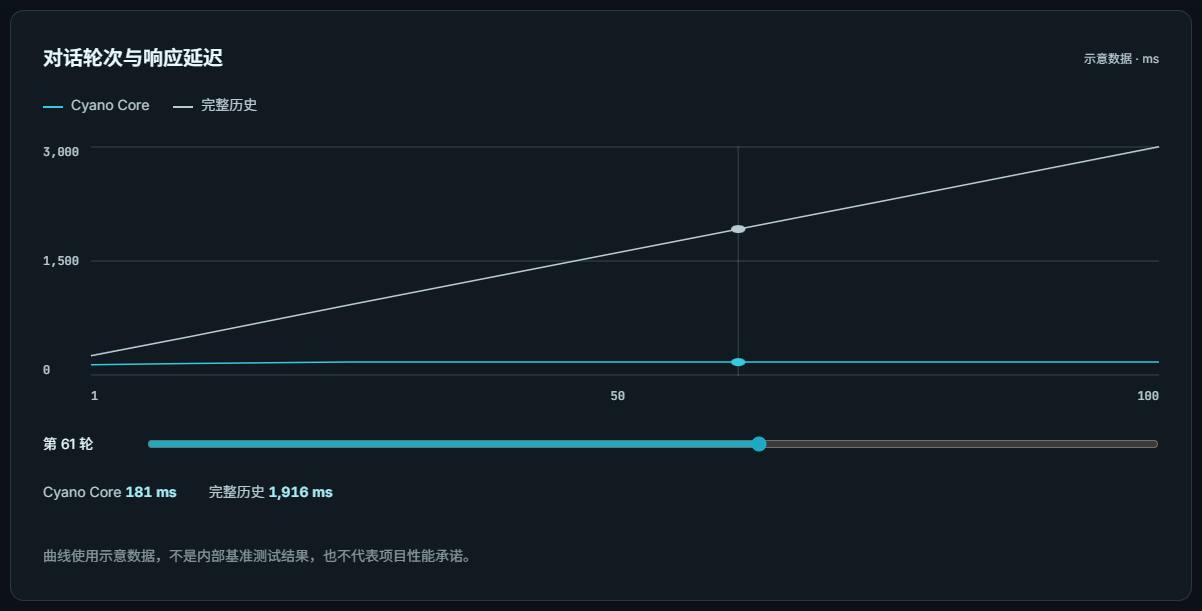 对话轮次与响应延迟
示意数据 · ms
Cyano Core 完整历史
3,000
1,500
0
1 50 100
第 61 轮
Cyano Core 181 ms 完整历史 1,916 ms
曲线使用示意数据，不是内部基准测试结果，也不代表项目性能承诺。